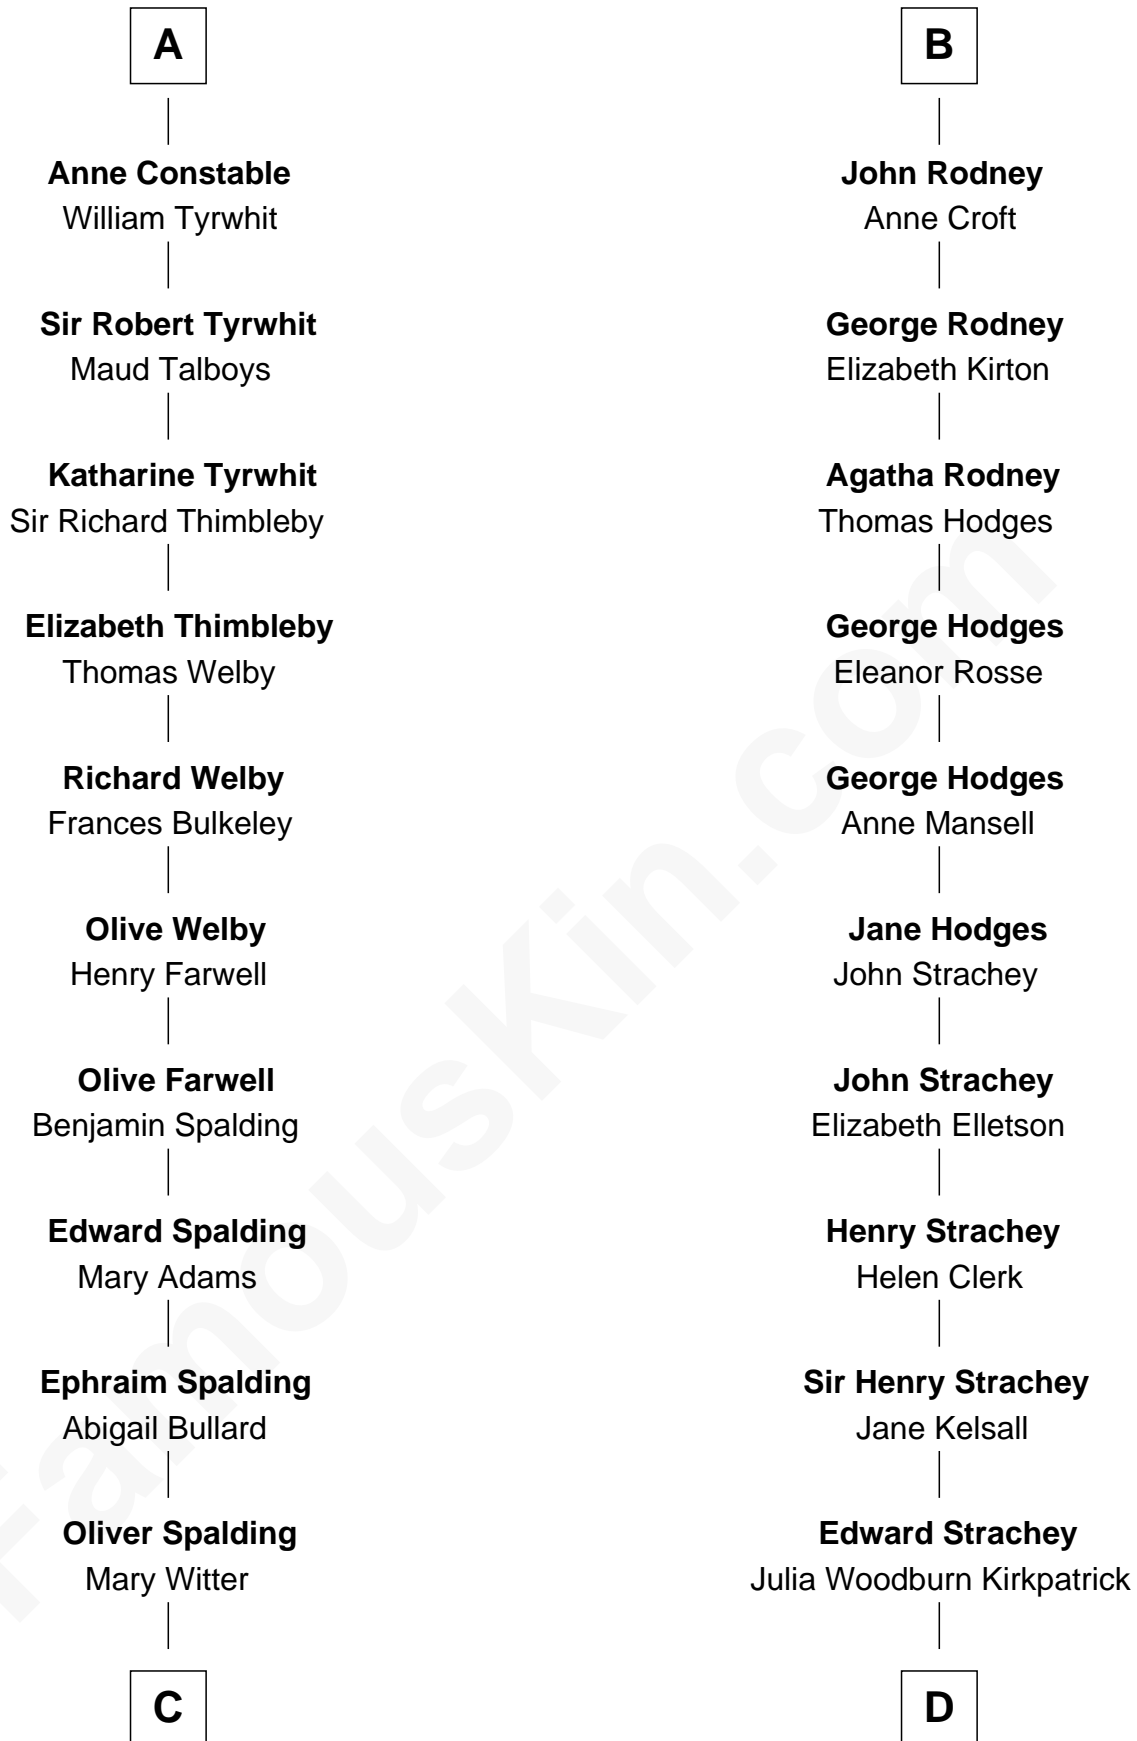 A
Anne Constable
William Tyrwhit
Sir Robert Tyrwhit
Maud Talboys
Katharine Tyrwhit
Sir Richard Thimbleby
Elizabeth Thimbleby
Thomas Welby
Richard Welby
Frances Bulkeley
Olive Welby
Henry Farwell
Olive Farwell
Benjamin Spalding
Edward Spalding
Mary Adams
Ephraim Spalding
Abigail Bullard
Oliver Spalding
Mary Witter
C
B
John Rodney
Anne Croft
George Rodney
Elizabeth Kirton
Agatha Rodney
Thomas Hodges
George Hodges
Eleanor Rosse
George Hodges
Anne Mansell
Jane Hodges
John Strachey
John Strachey
Elizabeth Elletson
Henry Strachey
Helen Clerk
Sir Henry Strachey
Jane Kelsall
Edward Strachey
Julia Woodburn Kirkpatrick
D
FamousKin.com